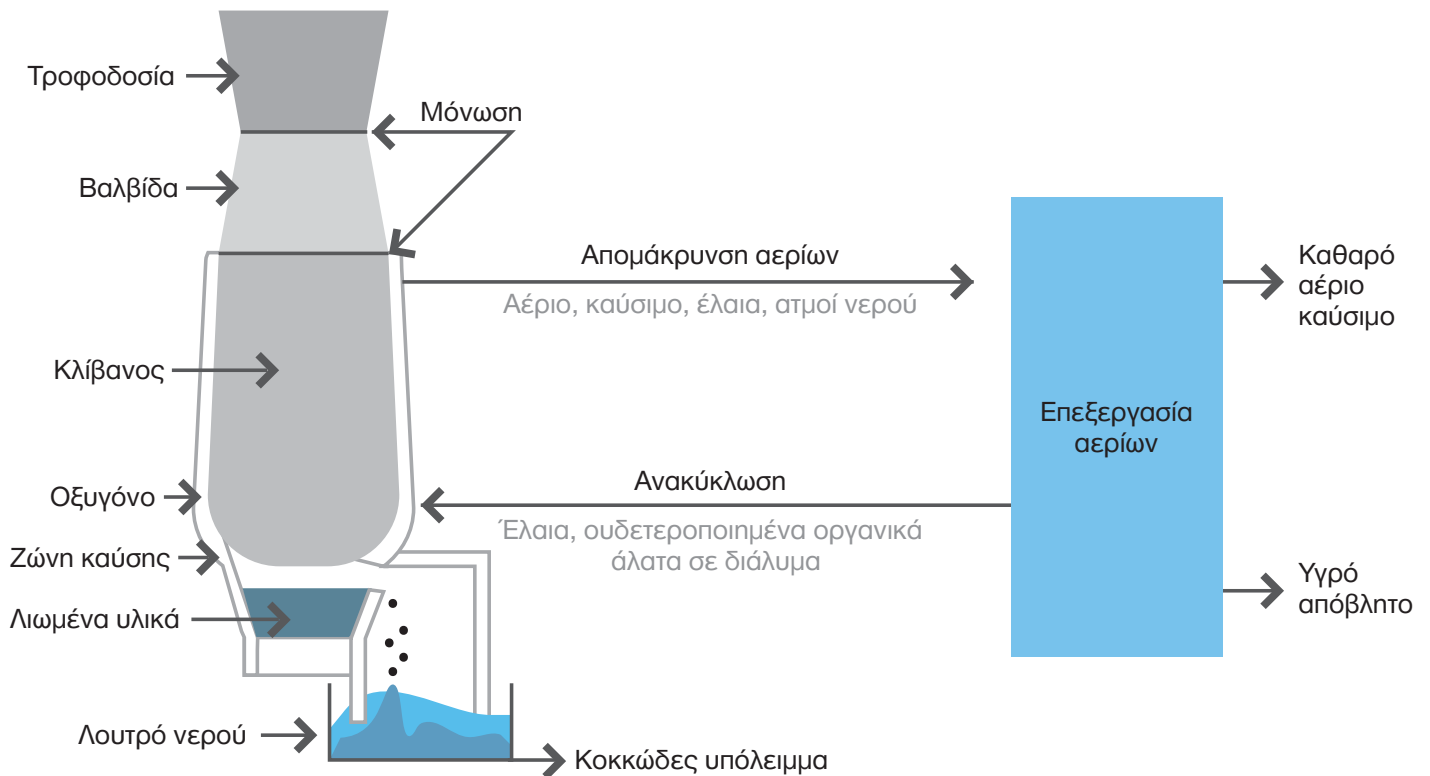 Τροφοδοσία
Μόνωση
Βαλβίδα
Απομάκρυνση αερίων
Αέριο, καύσιμο, έλαια, ατμοί νερού
Καθαρό
αέριο
καύσιμο
Κλίβανος
Επεξεργασία
αερίων
Οξυγόνο
Ανακύκλωση
Έλαια, ουδετεροποιημένα οργανικά
άλατα σε διάλυμα
Ζώνη καύσης
Υγρό
απόβλητο
Λιωμένα υλικά
Λουτρό νερού
Κοκκώδες υπόλειμμα